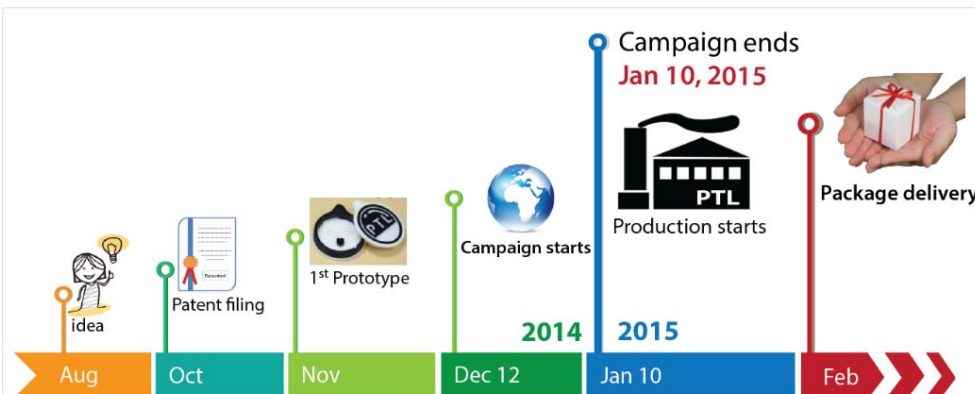 Campaign ends
Jan 10, 2015
PTL
Production starts
Package delivery
Campaign starts
PTL
1st Prototype
Patent filing
idea
2014
2015
Aug
Oct
Nov
Dec 12
Jan 10
Feb